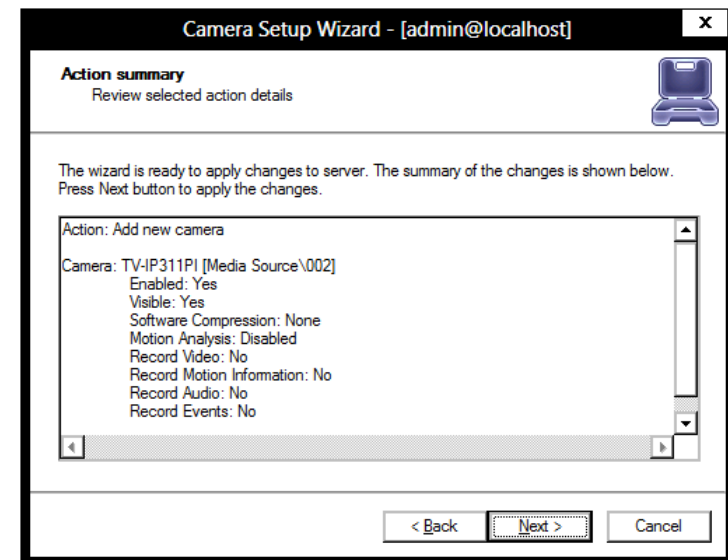 Camera Setup Wizard - [admin@localhost]
x
Action summary
Review selected action details
The wizard is ready to apply changes to server. The summary of the changes is shown below.
Press Next button to apply the changes.
Action: Add new camera
Camera: TV-IP311PI [Media Source\002]
Enabled: Yes
Visible: Yes
Software Compression: None
Motion Analysis: Disabled
Record Video: No
Record Motion Information: No
Record Audio: No
Record Events: No
< Back
Next >
Cancel